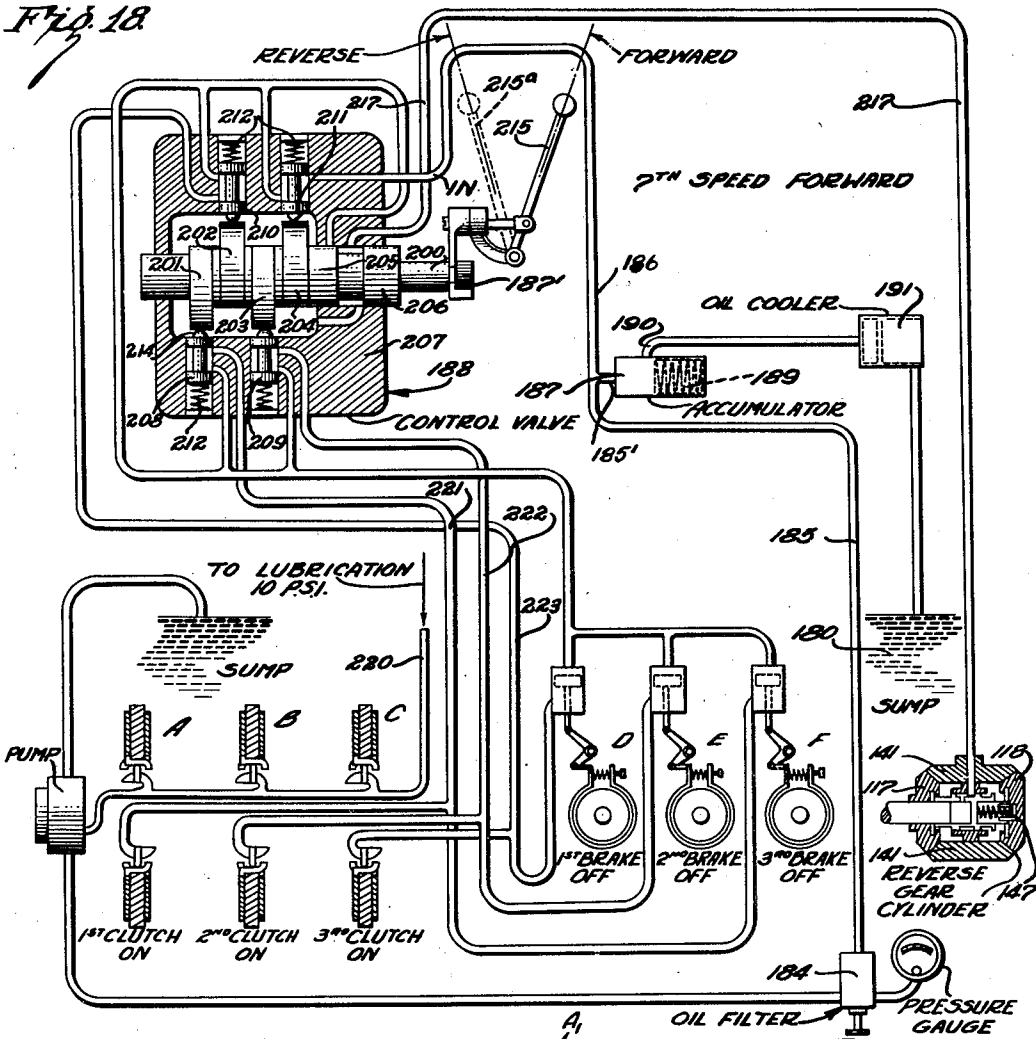 Fig. 18.
REVERSE
FORWARD
215ª
217
217
212
211
215
IN
7TH SPEED FORWARD
202
210
201
205
200
187'
186
OIL COOLER
191
190
203
204
206
214
207
187
189
188
208
212
209
CONTROL VALVE
ACCUMULATOR
185'
221
222
185
TO LUBRICATION
10 P.S.I.
223
SUMP
220
180
SUMP
A
B
C
PUMP
D
E
F
141
118
117
1ST BRAKE
OFF
2ND BRAKE
OFF
3RD BRAKE
OFF
141
REVERSE
GEAR
CYLINDER
147
1ST CLUTCH
ON
2ND CLUTCH
ON
3RD CLUTCH
ON
184
OIL FILTER
PRESSURE
GAUGE
A,